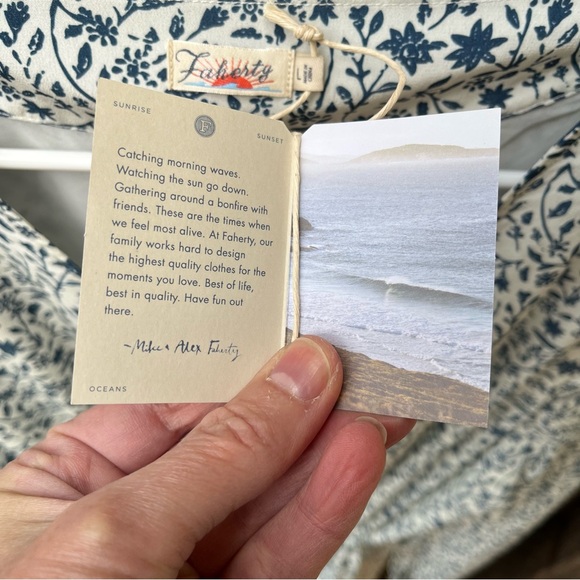 Faherty
L
SUNRISE
F
SUNSET
Catching morning waves.
Watching the sun go down.
Gathering around a bonfire with
friends. These are the times when
we feel most alive. At Faherty, our
family works hard to design
the highest quality clothes for the
moments you love. Best of life,
best in quality. Have fun out
there.
-Mike & Alex Faherty
OCEANS